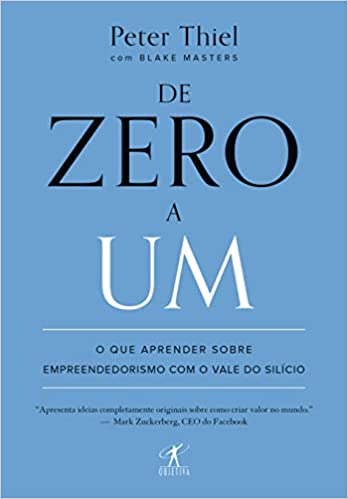 Peter Thiel
com BLAKE MASTERS
DE
ZERO
A
UM
O QUE APRENDER SOBRE
EMPREENDEDORISMO COM O VALE DO SILÍCIO
"Apresenta ideias completamente originais sobre como criar valor no mundo."
— Mark Zuckerberg, CEO do Facebook
OBJETIVA